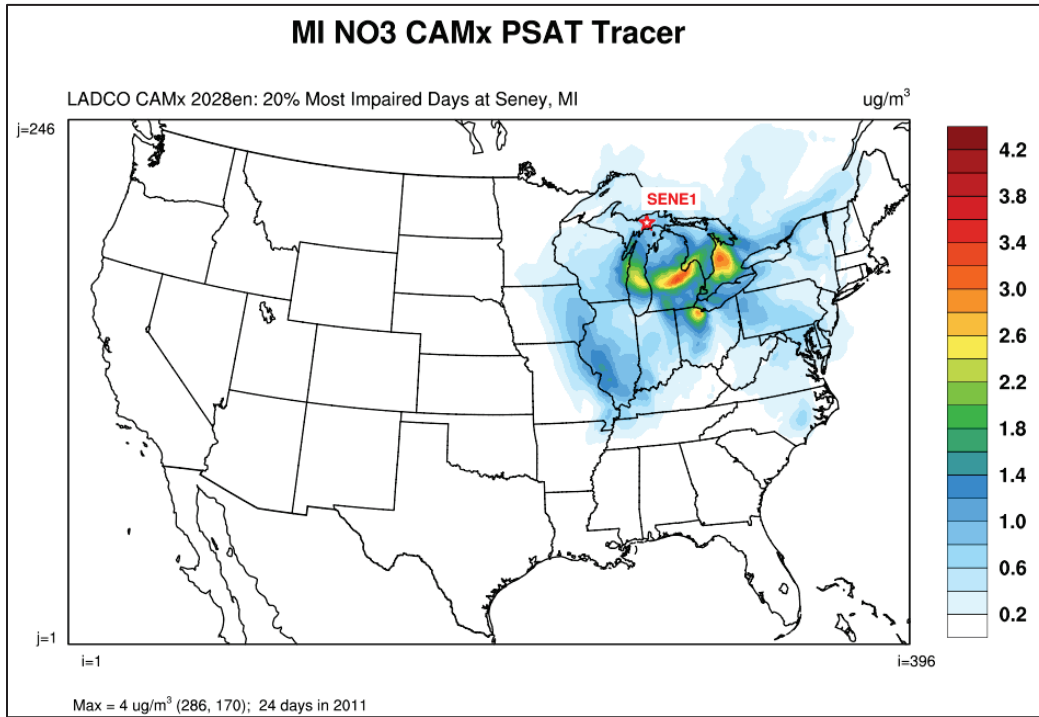 MI NO3 CAMx PSAT Tracer
LADCO CAMx 2028en: 20% Most Impaired Days at Seney, MI
ug/m³
j=246
SENE1
4.2
3.8
3.4
3.0
2.6
2.2
1.8
1.4
1.0
0.6
0.2
j=1
i=1
i=396
Max = 4 ug/m³ (286, 170); 24 days in 2011